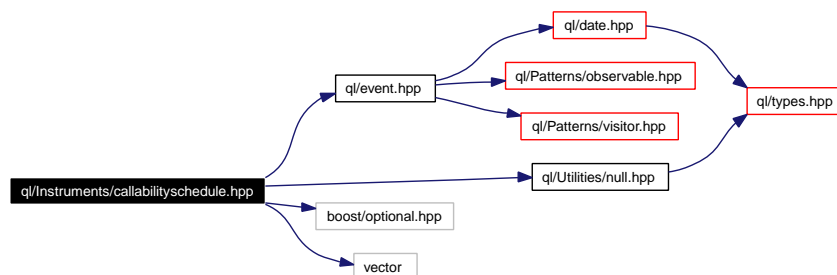 ql/date.hpp
ql/event.hpp
ql/Patterns/observable.hpp
ql/types.hpp
ql/Patterns/visitor.hpp
ql/Instruments/callabilityschedule.hpp
ql/Utilities/null.hpp
boost/optional.hpp
vector